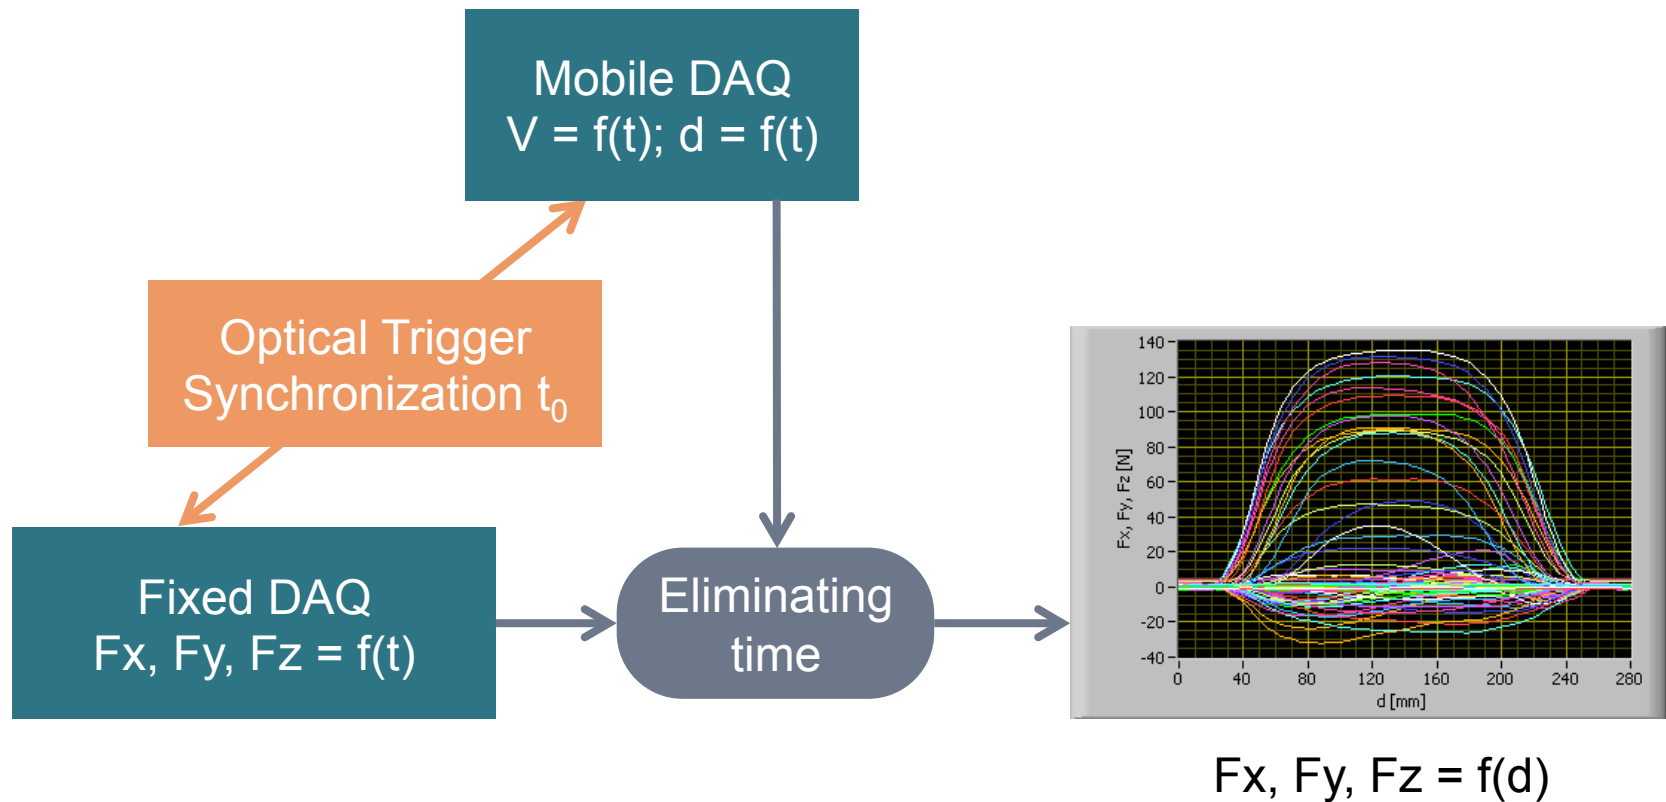 Mobile DAQ
V = f(t); d = f(t)
Optical Trigger
Synchronization t₀
Fixed DAQ
Fx, Fy, Fz = f(t)
Eliminating
time
140
120
100
80
60
40
20
0
-20
-40
Fx, Fy, Fz [N]
0 40 80 120 160 200 240 280
d [mm]
Fx, Fy, Fz = f(d)